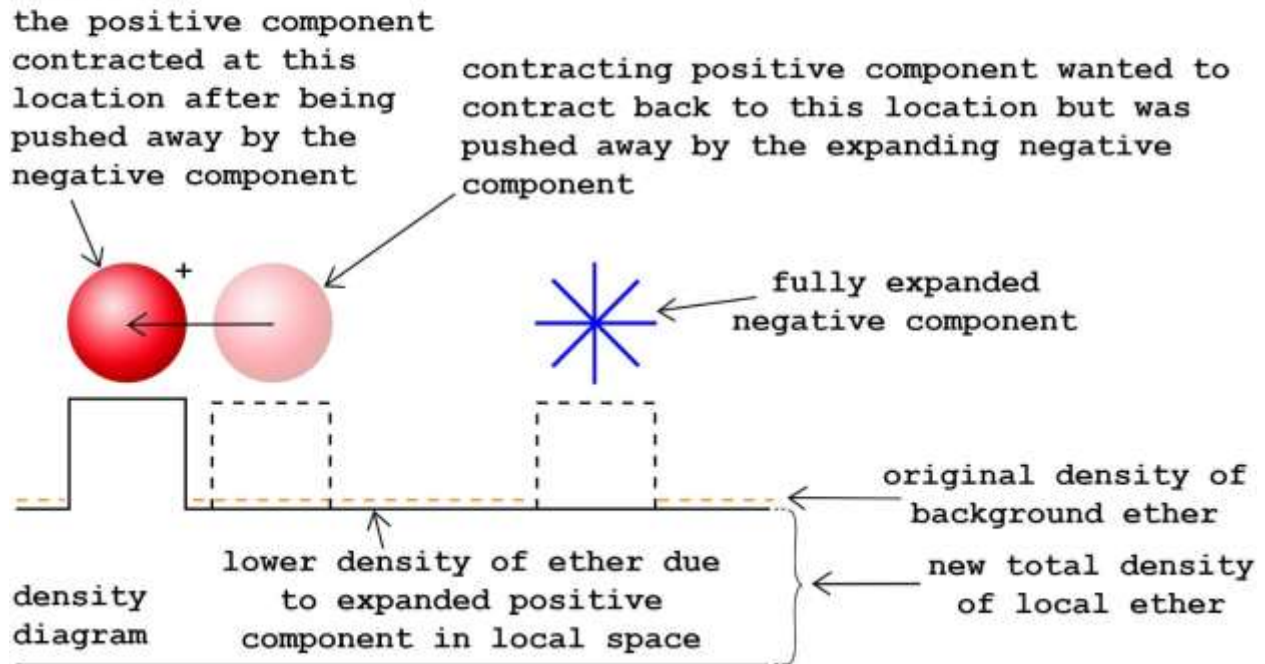 the positive component
contracted at this
location after being
pushed away by the
negative component
contracting positive component wanted to
contract back to this location but was
pushed away by the expanding negative
component
+
fully expanded
negative component
original density of
background ether
lower density of ether due
to expanded positive
component in local space
new total density
of local ether
density
diagram